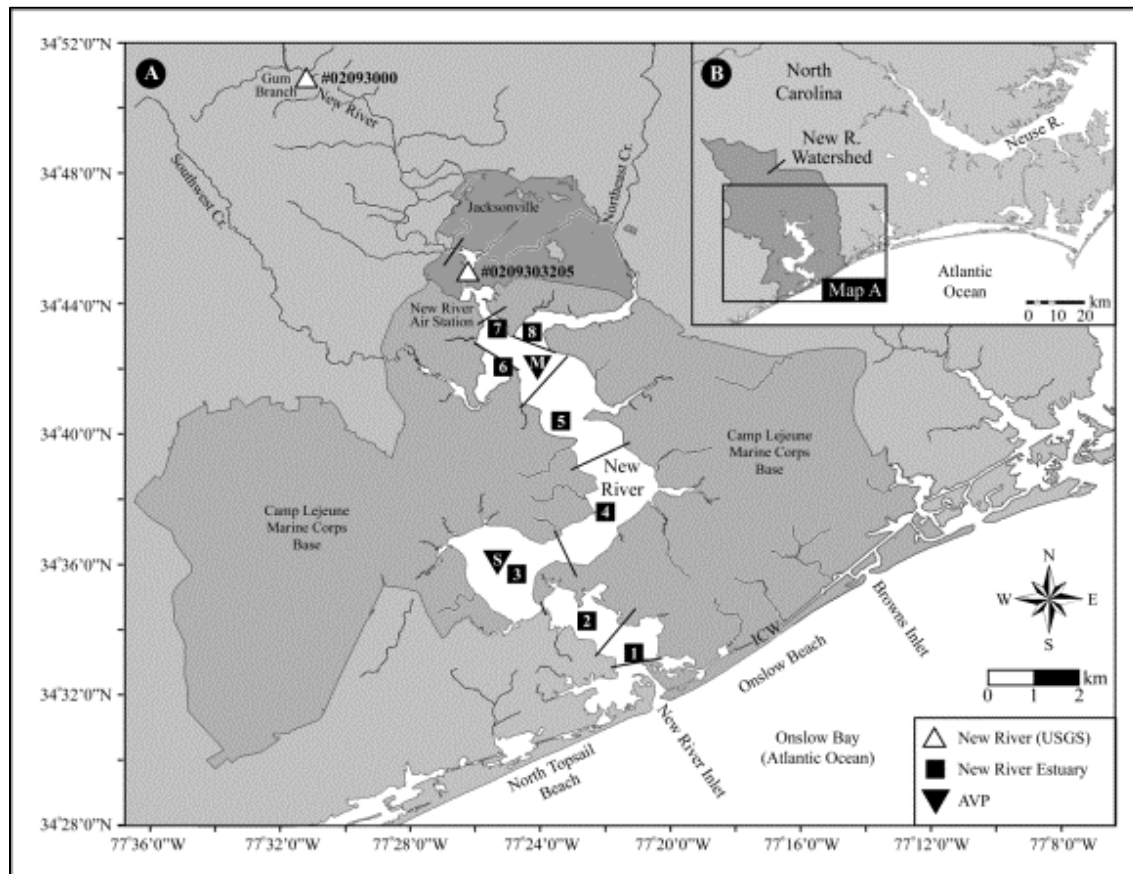 34°52'0"N
34°48'0"N
34°44'0"N
34°40'0"N
34°36'0"N
34°32'0"N
34°28'0"N
77°36'0"W
77°32'0"W
77°28'0"W
77°24'0"W
77°20'0"W
77°16'0"W
77°12'0"W
77°8'0"W
A
#02093000
Gum
Branch
New River
Southwest Cr.
Northeast Cr.
Jacksonville
#0209303205
New River
Air Station
7
8
6
M
5
New
River
4
S
3
2
1
Camp Lejeune
Marine Corps
Base
Camp Lejeune
Marine Corps
Base
ICW
Onslow Beach
Browns Inlet
New River Inlet
North Topsail
Beach
Onslow Bay
(Atlantic Ocean)
B
North
Carolina
New R.
Watershed
Neuse R.
Atlantic
Ocean
Map A
km
0 10 20
N
W E
S
km
0 1 2
New River (USGS)
New River Estuary
AVP